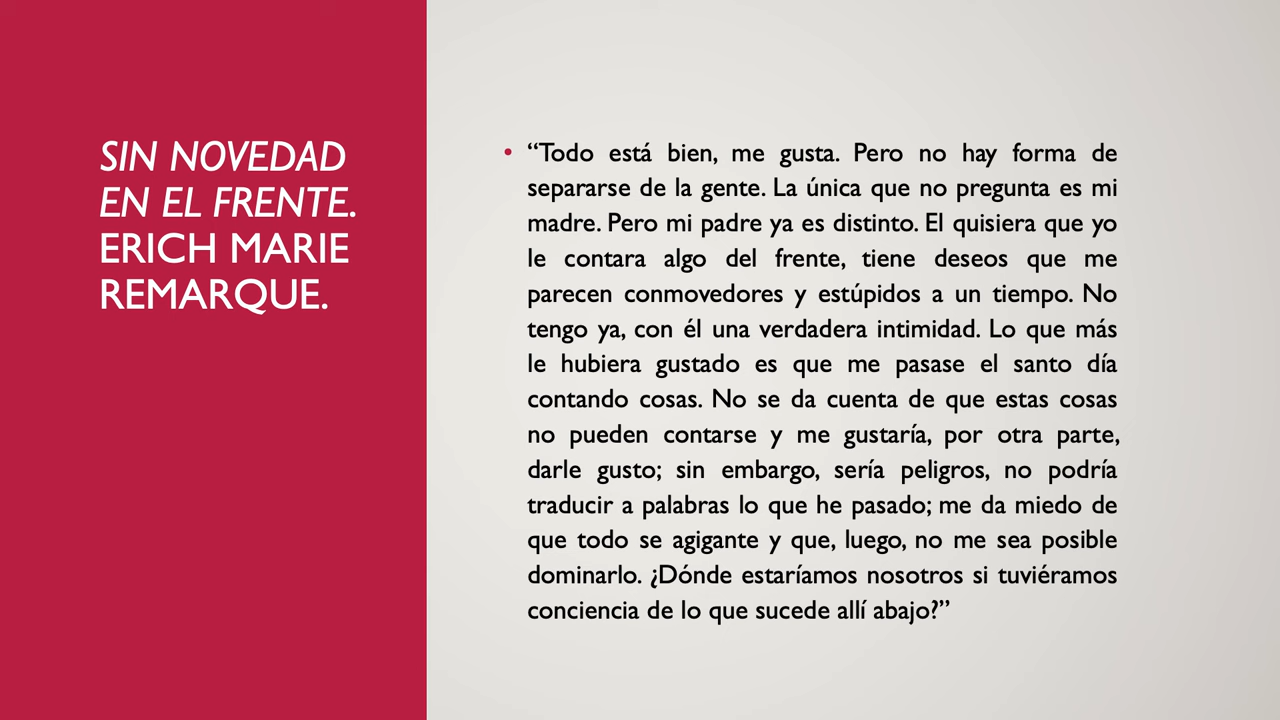 SIN NOVEDAD
EN EL FRENTE.
ERICH MARIE
REMARQUE.
• “Todo está bien, me gusta. Pero no hay forma de
separarse de la gente. La única que no pregunta es mi
madre. Pero mi padre ya es distinto. El quisiera que yo
le contara algo del frente, tiene deseos que me
parecen conmovedores y estúpidos a un tiempo. No
tengo ya, con él una verdadera intimidad. Lo que más
le hubiera gustado es que me pasase el santo día
contando cosas. No se da cuenta de que estas cosas
no pueden contarse y me gustaría, por otra parte,
darle gusto; sin embargo, sería peligros, no podría
traducir a palabras lo que he pasado; me da miedo de
que todo se agigante y que, luego, no me sea posible
dominarlo. ¿Dónde estaríamos nosotros si tuviéramos
conciencia de lo que sucede allí abajo?”